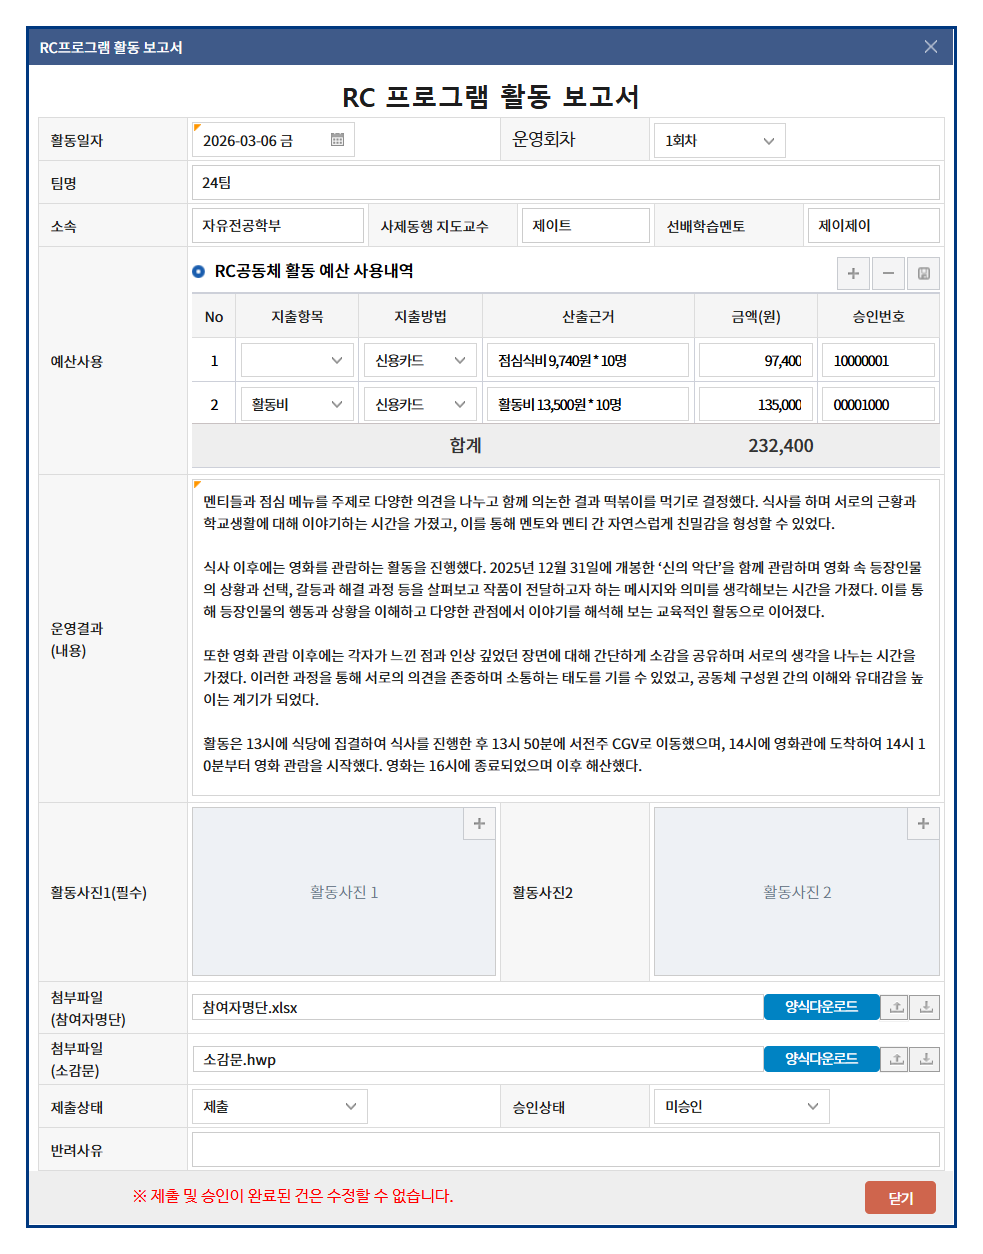 RC프로그램 활동 보고서
RC 프로그램 활동 보고서
활동일자 2026-03-06 금 운영회차 1회차
팀명 24팀
소속 자유전공학부 사제동행 지도교수 제이트 선배학습멘토 제이제이
예산사용
RC공동체 활동 예산 사용내역
No 지출항목 지출방법 산출근거 금액(원) 승인번호
1 신용카드 점심식비 9,740원 * 10명 97,400 10000001
2 활동비 신용카드 활동비 13,500원 * 10명 135,000 00001000
합계 232,400
운영결과
(내용)
멘티들과 점심 메뉴를 주제로 다양한 의견을 나누고 함께 의논한 결과 떡볶이를 먹기로 결정했다. 식사를 하며 서로의 근황과
학교생활에 대해 이야기하는 시간을 가졌고, 이를 통해 멘토와 멘티 간 자연스럽게 친밀감을 형성할 수 있었다.
식사 이후에는 영화를 관람하는 활동을 진행했다. 2025년 12월 31일에 개봉한 ‘신의 악단’을 함께 관람하며 영화 속 등장인물
의 상황과 선택, 갈등과 해결 과정 등을 살펴보고 작품이 전달하고자 하는 메시지와 의미를 생각해보는 시간을 가졌다. 이를 통
해 등장인물의 행동과 상황을 이해하고 다양한 관점에서 이야기를 해석해 보는 교육적인 활동으로 이어졌다.
또한 영화 관람 이후에는 각자가 느낀 점과 인상 깊었던 장면에 대해 간단하게 소감을 공유하며 서로의 생각을 나누는 시간을
가졌다. 이러한 과정을 통해 서로의 의견을 존중하며 소통하는 태도를 기를 수 있었고, 공동체 구성원 간의 이해와 유대감을 높
이는 계기가 되었다.
활동은 13시에 식당에 집결하여 식사를 진행한 후 13시 50분에 서전주 CGV로 이동했으며, 14시에 영화관에 도착하여 14시 1
0분부터 영화 관람을 시작했다. 영화는 16시에 종료되었으며 이후 해산했다.
활동사진1(필수) 활동사진 1 활동사진2 활동사진 2
첨부파일
(참여자명단)
참여자명단.xlsx 양식다운로드
첨부파일
(소감문)
소감문.hwp 양식다운로드
제출상태 제출 승인상태 미승인
반려사유
※ 제출 및 승인이 완료된 건은 수정할 수 없습니다.
닫기